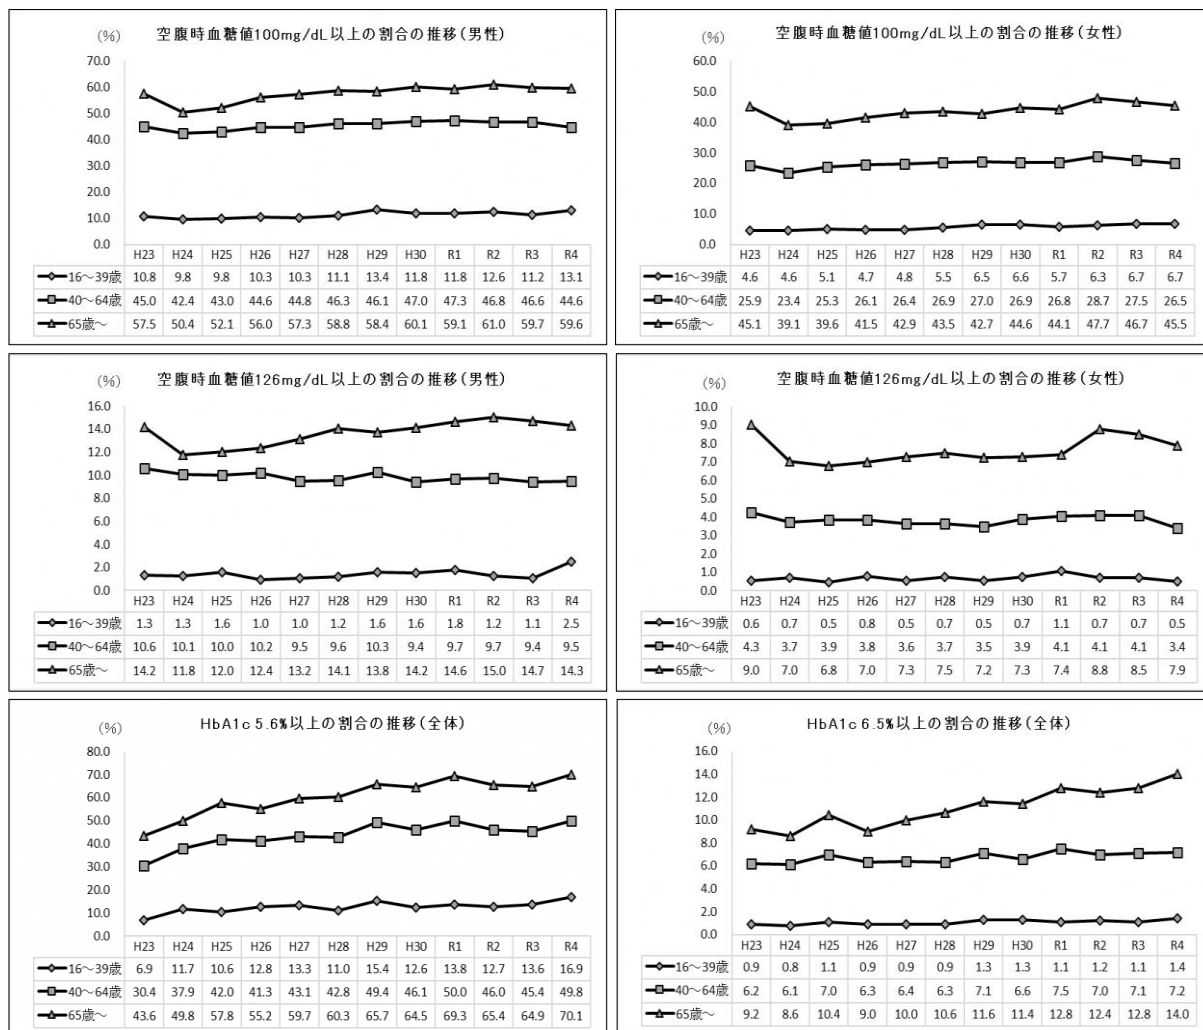 空腹時血糖値100mg/dL以上の割合の推移(男性)
(%)
70.0
60.0
50.0
40.0
30.0
20.0
10.0
0.0
H23 H24 H25 H26 H27 H28 H29 H30 R1 R2 R3 R4
16～39歳 10.8 9.8 9.8 10.3 10.3 11.1 13.4 11.8 11.8 12.6 11.2 13.1
40～64歳 45.0 42.4 43.0 44.6 44.8 46.3 46.1 47.0 47.3 46.8 46.6 44.6
65歳～ 57.5 50.4 52.1 56.0 57.3 58.8 58.4 60.1 59.1 61.0 59.7 59.6
空腹時血糖値100mg/dL以上の割合の推移(女性)
(%)
60.0
50.0
40.0
30.0
20.0
10.0
0.0
H23 H24 H25 H26 H27 H28 H29 H30 R1 R2 R3 R4
16～39歳 4.6 4.6 5.1 4.7 4.8 5.5 6.5 6.6 5.7 6.3 6.7 6.7
40～64歳 25.9 23.4 25.3 26.1 26.4 26.9 27.0 26.9 26.8 28.7 27.5 26.5
65歳～ 45.1 39.1 39.6 41.5 42.9 43.5 42.7 44.6 44.1 47.7 46.7 45.5
空腹時血糖値126mg/dL以上の割合の推移(男性)
(%)
16.0
14.0
12.0
10.0
8.0
6.0
4.0
2.0
0.0
H23 H24 H25 H26 H27 H28 H29 H30 R1 R2 R3 R4
16～39歳 1.3 1.3 1.6 1.0 1.0 1.2 1.6 1.6 1.8 1.2 1.1 2.5
40～64歳 10.6 10.1 10.0 10.2 9.5 9.6 10.3 9.4 9.7 9.7 9.4 9.5
65歳～ 14.2 11.8 12.0 12.4 13.2 14.1 13.8 14.2 14.6 15.0 14.7 14.3
空腹時血糖値126mg/dL以上の割合の推移(女性)
(%)
10.0
9.0
8.0
7.0
6.0
5.0
4.0
3.0
2.0
1.0
0.0
H23 H24 H25 H26 H27 H28 H29 H30 R1 R2 R3 R4
16～39歳 0.6 0.7 0.5 0.8 0.5 0.7 0.5 0.7 1.1 0.7 0.7 0.5
40～64歳 4.3 3.7 3.9 3.8 3.6 3.7 3.5 3.9 4.1 4.1 4.1 3.4
65歳～ 9.0 7.0 6.8 7.0 7.3 7.5 7.2 7.3 7.4 8.8 8.5 7.9
HbA1c 5.6%以上の割合の推移(全体)
(%)
80.0
70.0
60.0
50.0
40.0
30.0
20.0
10.0
0.0
H23 H24 H25 H26 H27 H28 H29 H30 R1 R2 R3 R4
16～39歳 6.9 11.7 10.6 12.8 13.3 11.0 15.4 12.6 13.8 12.7 13.6 16.9
40～64歳 30.4 37.9 42.0 41.3 43.1 42.8 49.4 46.1 50.0 46.0 45.4 49.8
65歳～ 43.6 49.8 57.8 55.2 59.7 60.3 65.7 64.5 69.3 65.4 64.9 70.1
HbA1c 6.5%以上の割合の推移(全体)
(%)
16.0
14.0
12.0
10.0
8.0
6.0
4.0
2.0
0.0
H23 H24 H25 H26 H27 H28 H29 H30 R1 R2 R3 R4
16～39歳 0.9 0.8 1.1 0.9 0.9 0.9 1.3 1.3 1.1 1.2 1.1 1.4
40～64歳 6.2 6.1 7.0 6.3 6.4 6.3 7.1 6.6 7.5 7.0 7.1 7.2
65歳～ 9.2 8.6 10.4 9.0 10.0 10.6 11.6 11.4 12.8 12.4 12.8 14.0